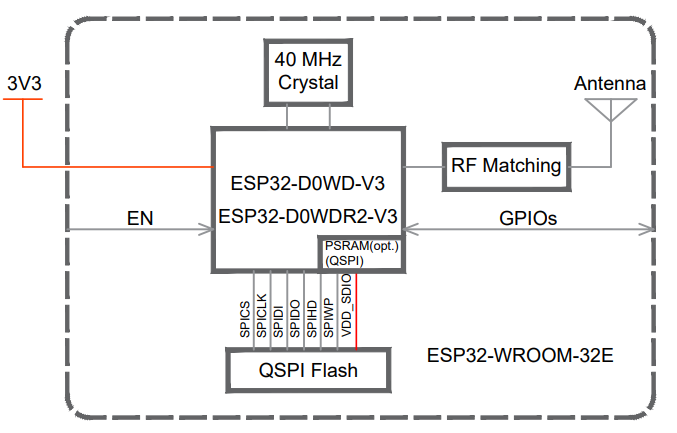 40 MHz
Crystal
3V3
Antenna
RF Matching
ESP32-D0WD-V3
ESP32-D0WDR2-V3
EN
GPIOs
PSRAM(opt.)
(QSPI)
SPICS
SPICLK
SPIDI
SPIDO
SPIHD
SPIWP
VDD_SDIO
ESP32-WROOM-32E
QSPI Flash